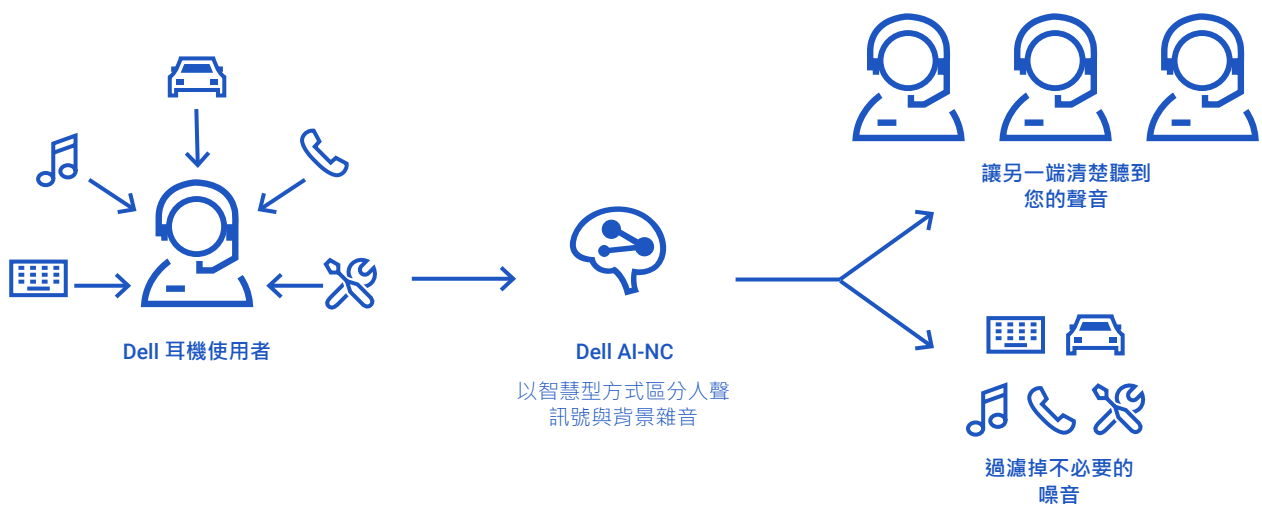 讓另一端清楚聽到
您的聲音
Dell 耳機使用者
Dell AI-NC
以智慧型方式區分人聲
訊號與背景雜音
過濾掉不必要的
噪音